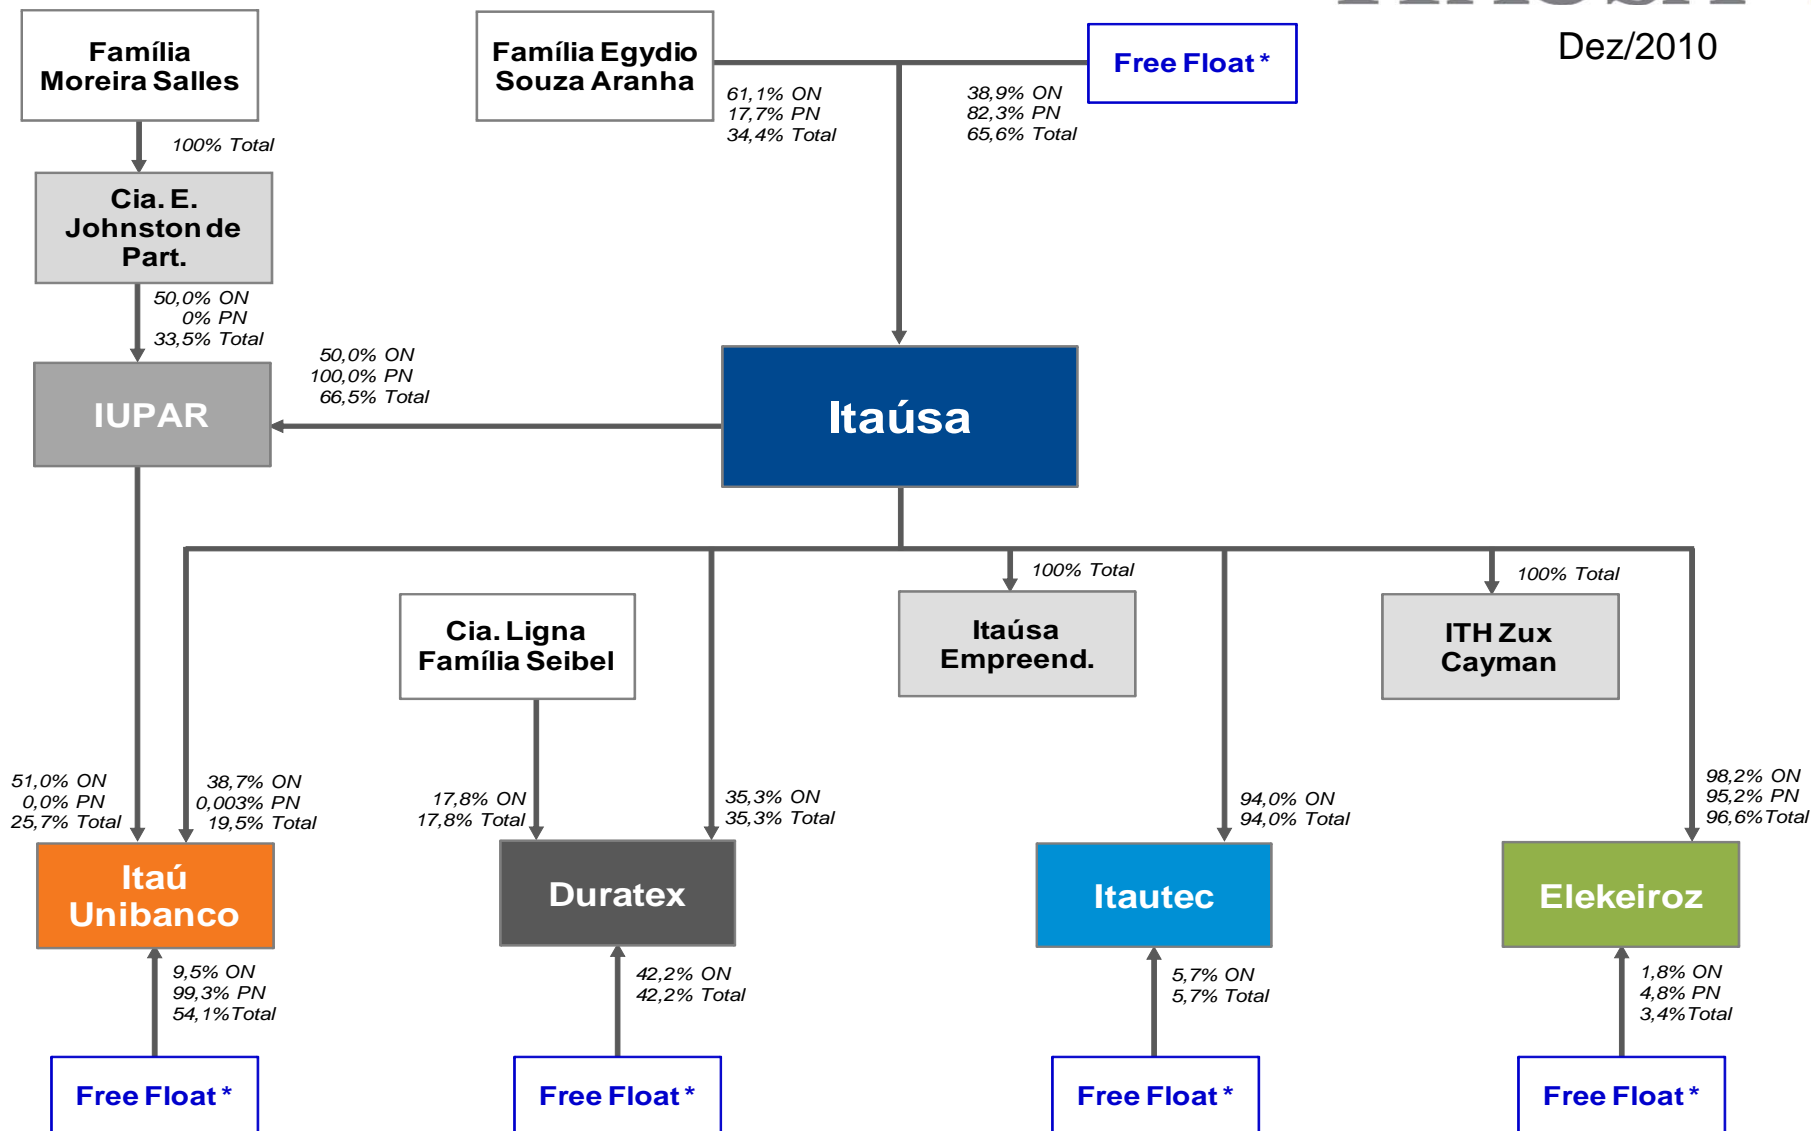 Dez/2010
Família
Moreira Salles
Família Egydio
Souza Aranha
Free Float *
61,1% ON
17,7% PN
34,4% Total
38,9% ON
82,3% PN
65,6% Total
100% Total
Cia. E.
Johnston de
Part.
50,0% ON
0% PN
33,5% Total
50,0% ON
100,0% PN
66,5% Total
IUPAR
Itaúsa
100% Total
100% Total
Cia. Ligna
Família Seibel
Itaúsa
Empreend.
ITH Zux
Cayman
51,0% ON
0,0% PN
25,7% Total
38,7% ON
0,003% PN
19,5% Total
17,8% ON
17,8% Total
35,3% ON
35,3% Total
94,0% ON
94,0% Total
98,2% ON
95,2% PN
96,6% Total
Itaú
Unibanco
Duratex
Itautec
Elekeiroz
9,5% ON
99,3% PN
54,1% Total
42,2% ON
42,2% Total
5,7% ON
5,7% Total
1,8% ON
4,8% PN
3,4% Total
Free Float *
Free Float *
Free Float *
Free Float *